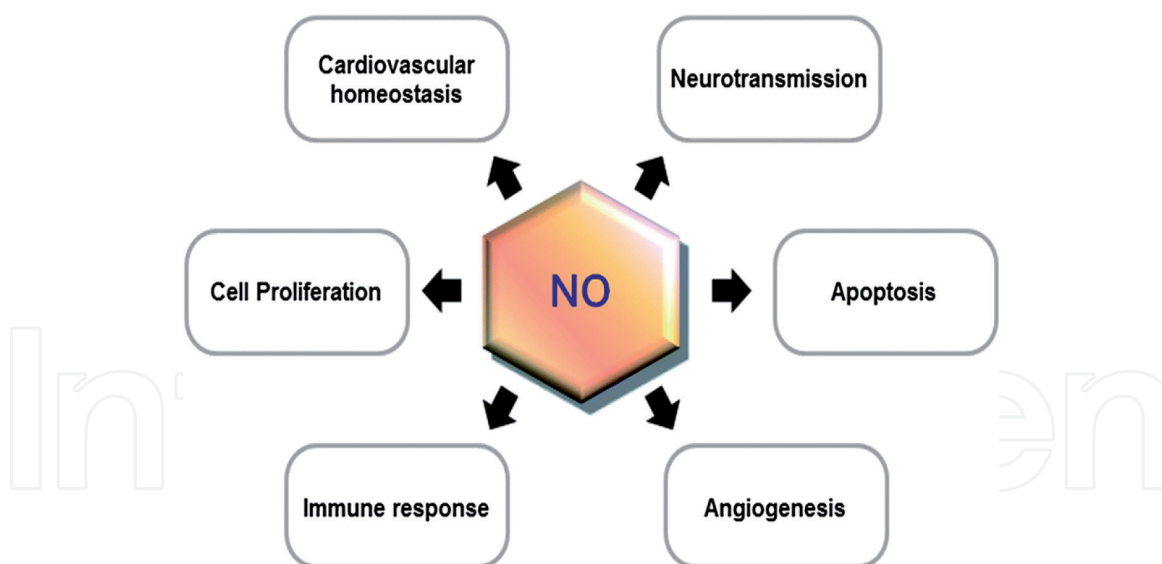 Cardiovascular
homeostasis
Neurotransmission
Cell Proliferation
NO
Apoptosis
Immune response
Angiogenesis